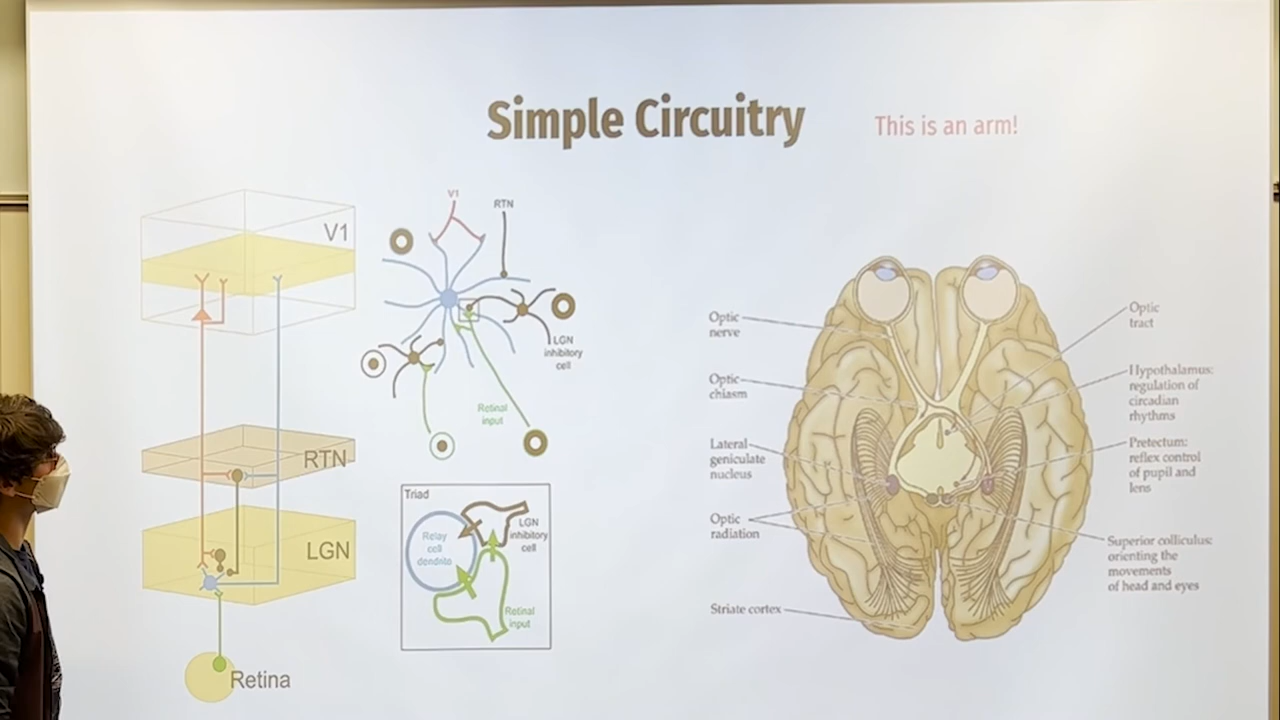 Simple Circuitry
This is an arm!
V1
RTN
LGN
Retina
V1
RTN
LGN
inhibitory
cell
Retinal
input
Triad
Relay
cell
dendrite
LGN
inhibitory
cell
Retinal
input
Optic
nerve
Optic
chiasm
Lateral
geniculate
nucleus
Optic
radiation
Striate cortex
Optic
tract
Hypothalamus:
regulation of
circadian
rhythms
Pretectum:
reflex control
of pupil and
lens
Superior colliculus:
orienting the
movements
of head and eyes